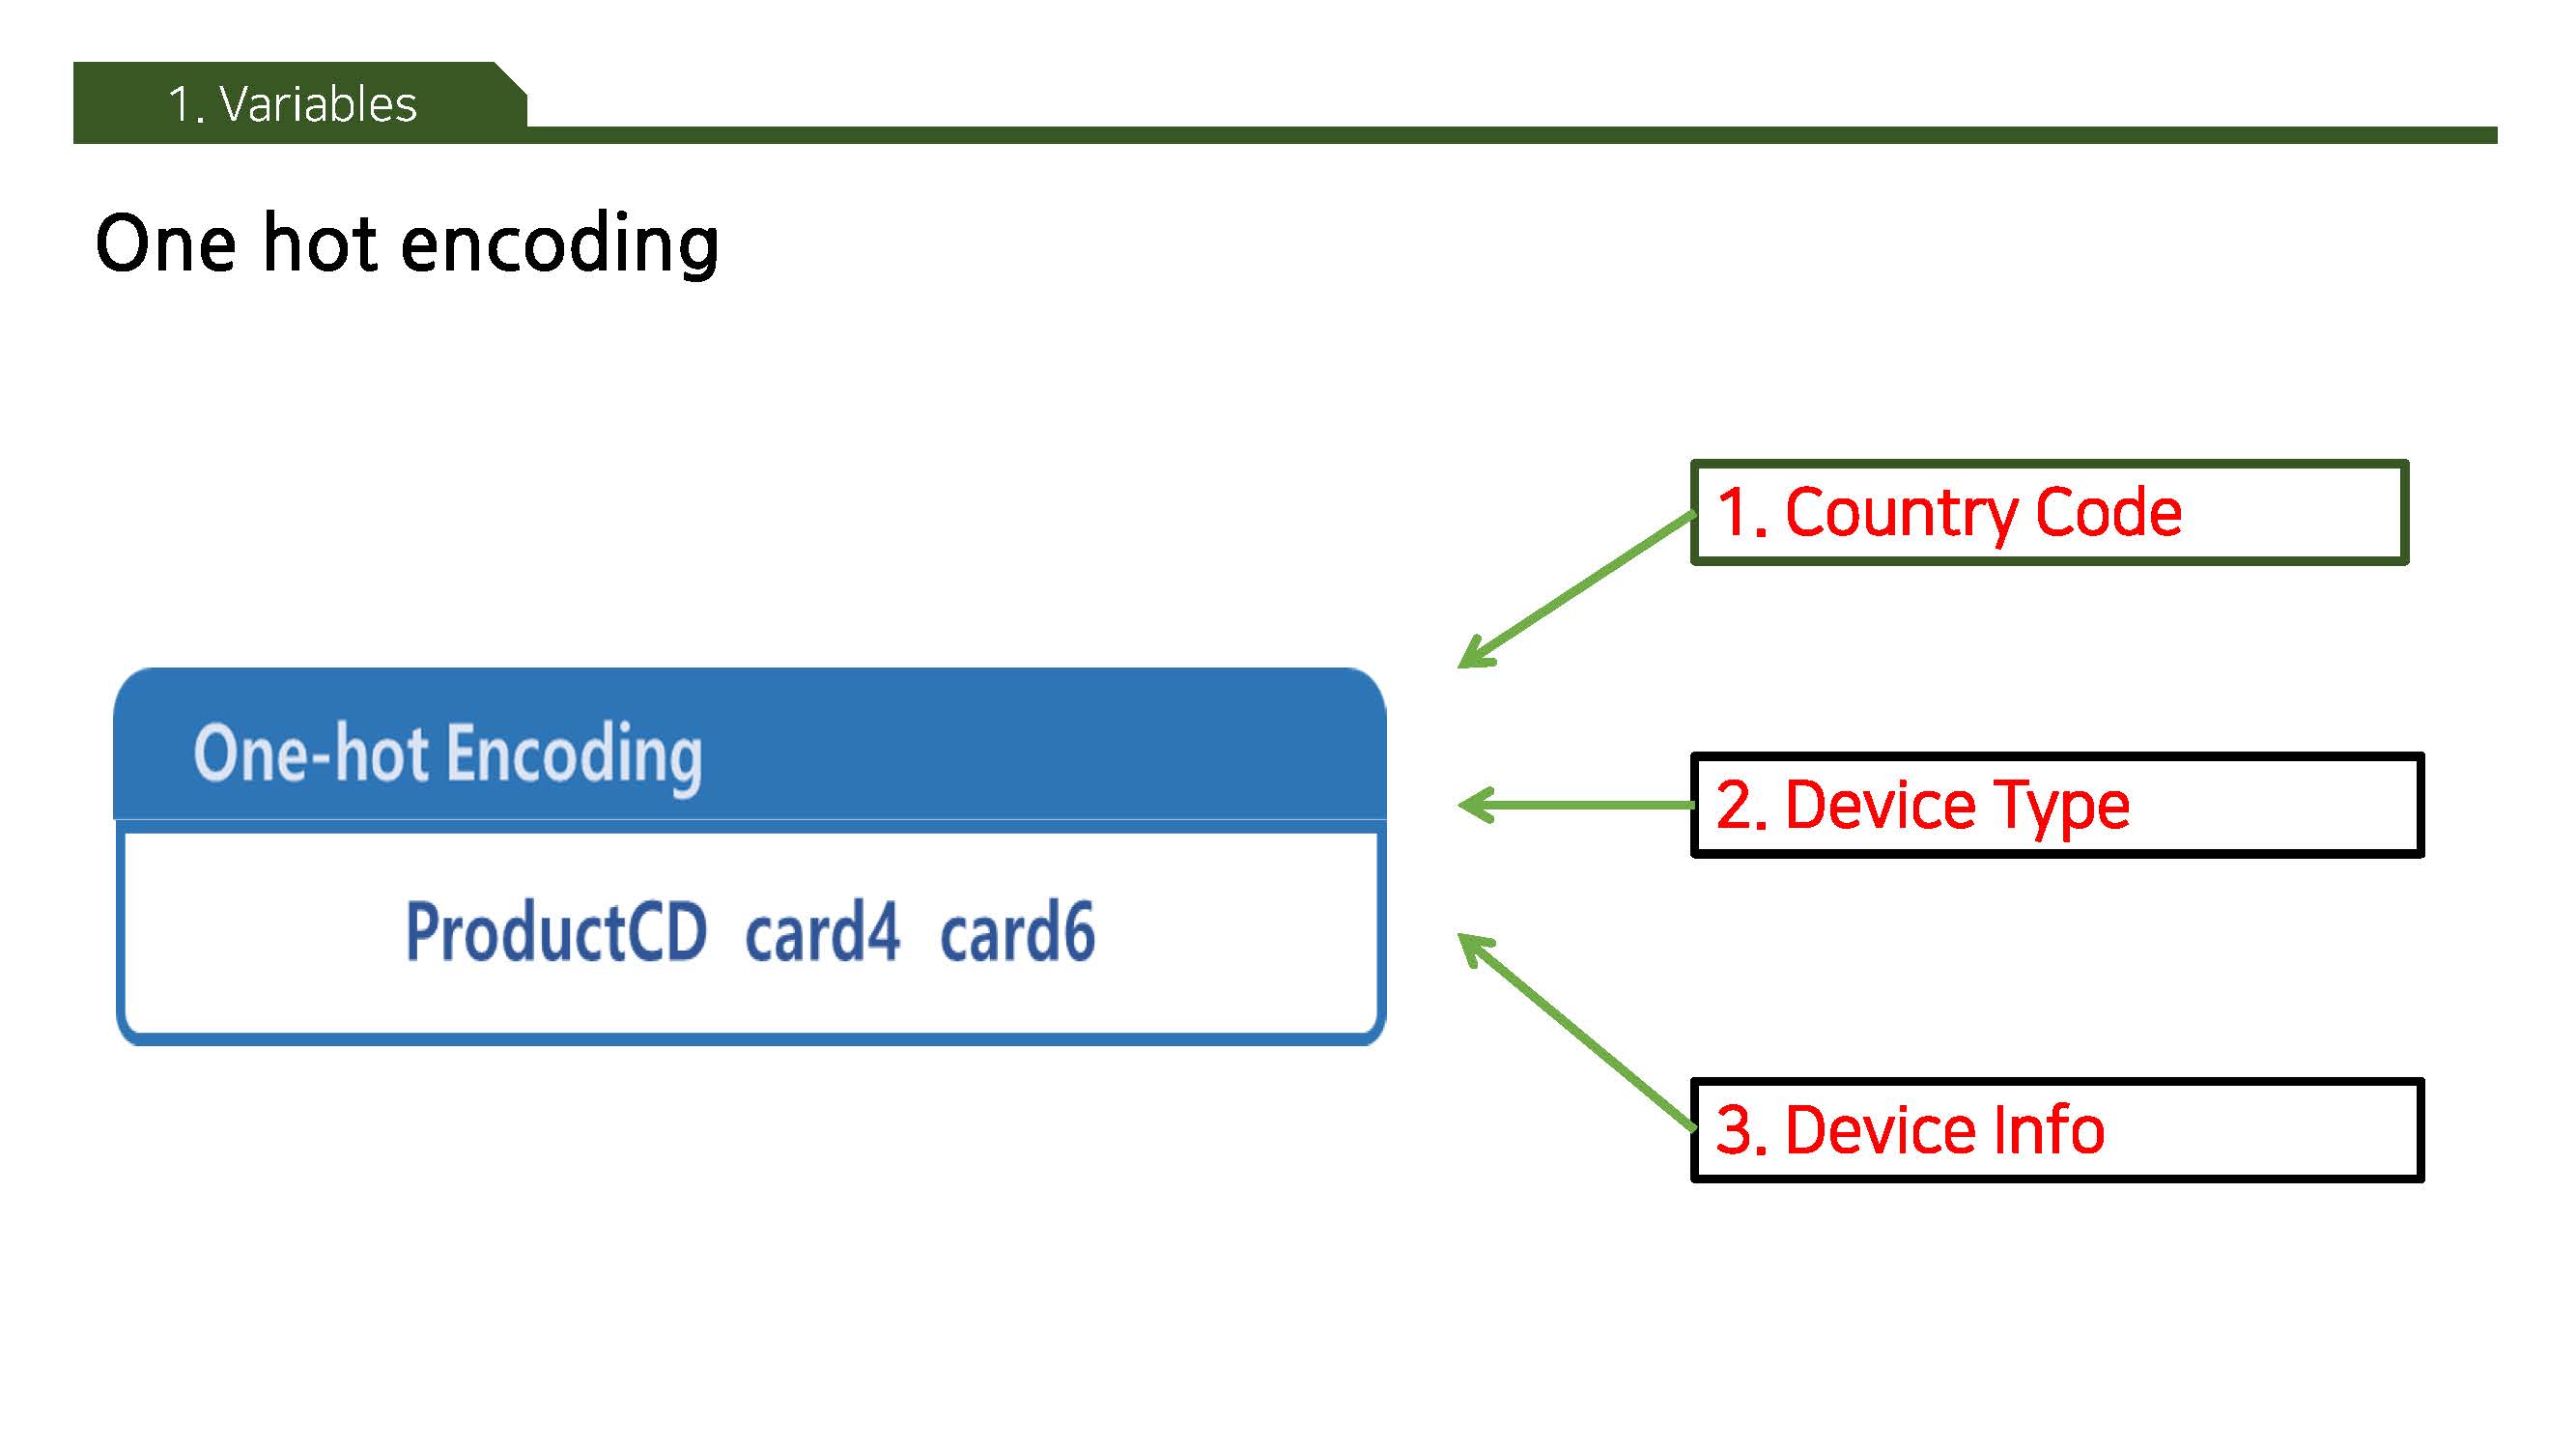 1. Variables
One hot encoding
1. Country Code
One-hot Encoding
2. Device Type
ProductCD card4 card6
3. Device Info